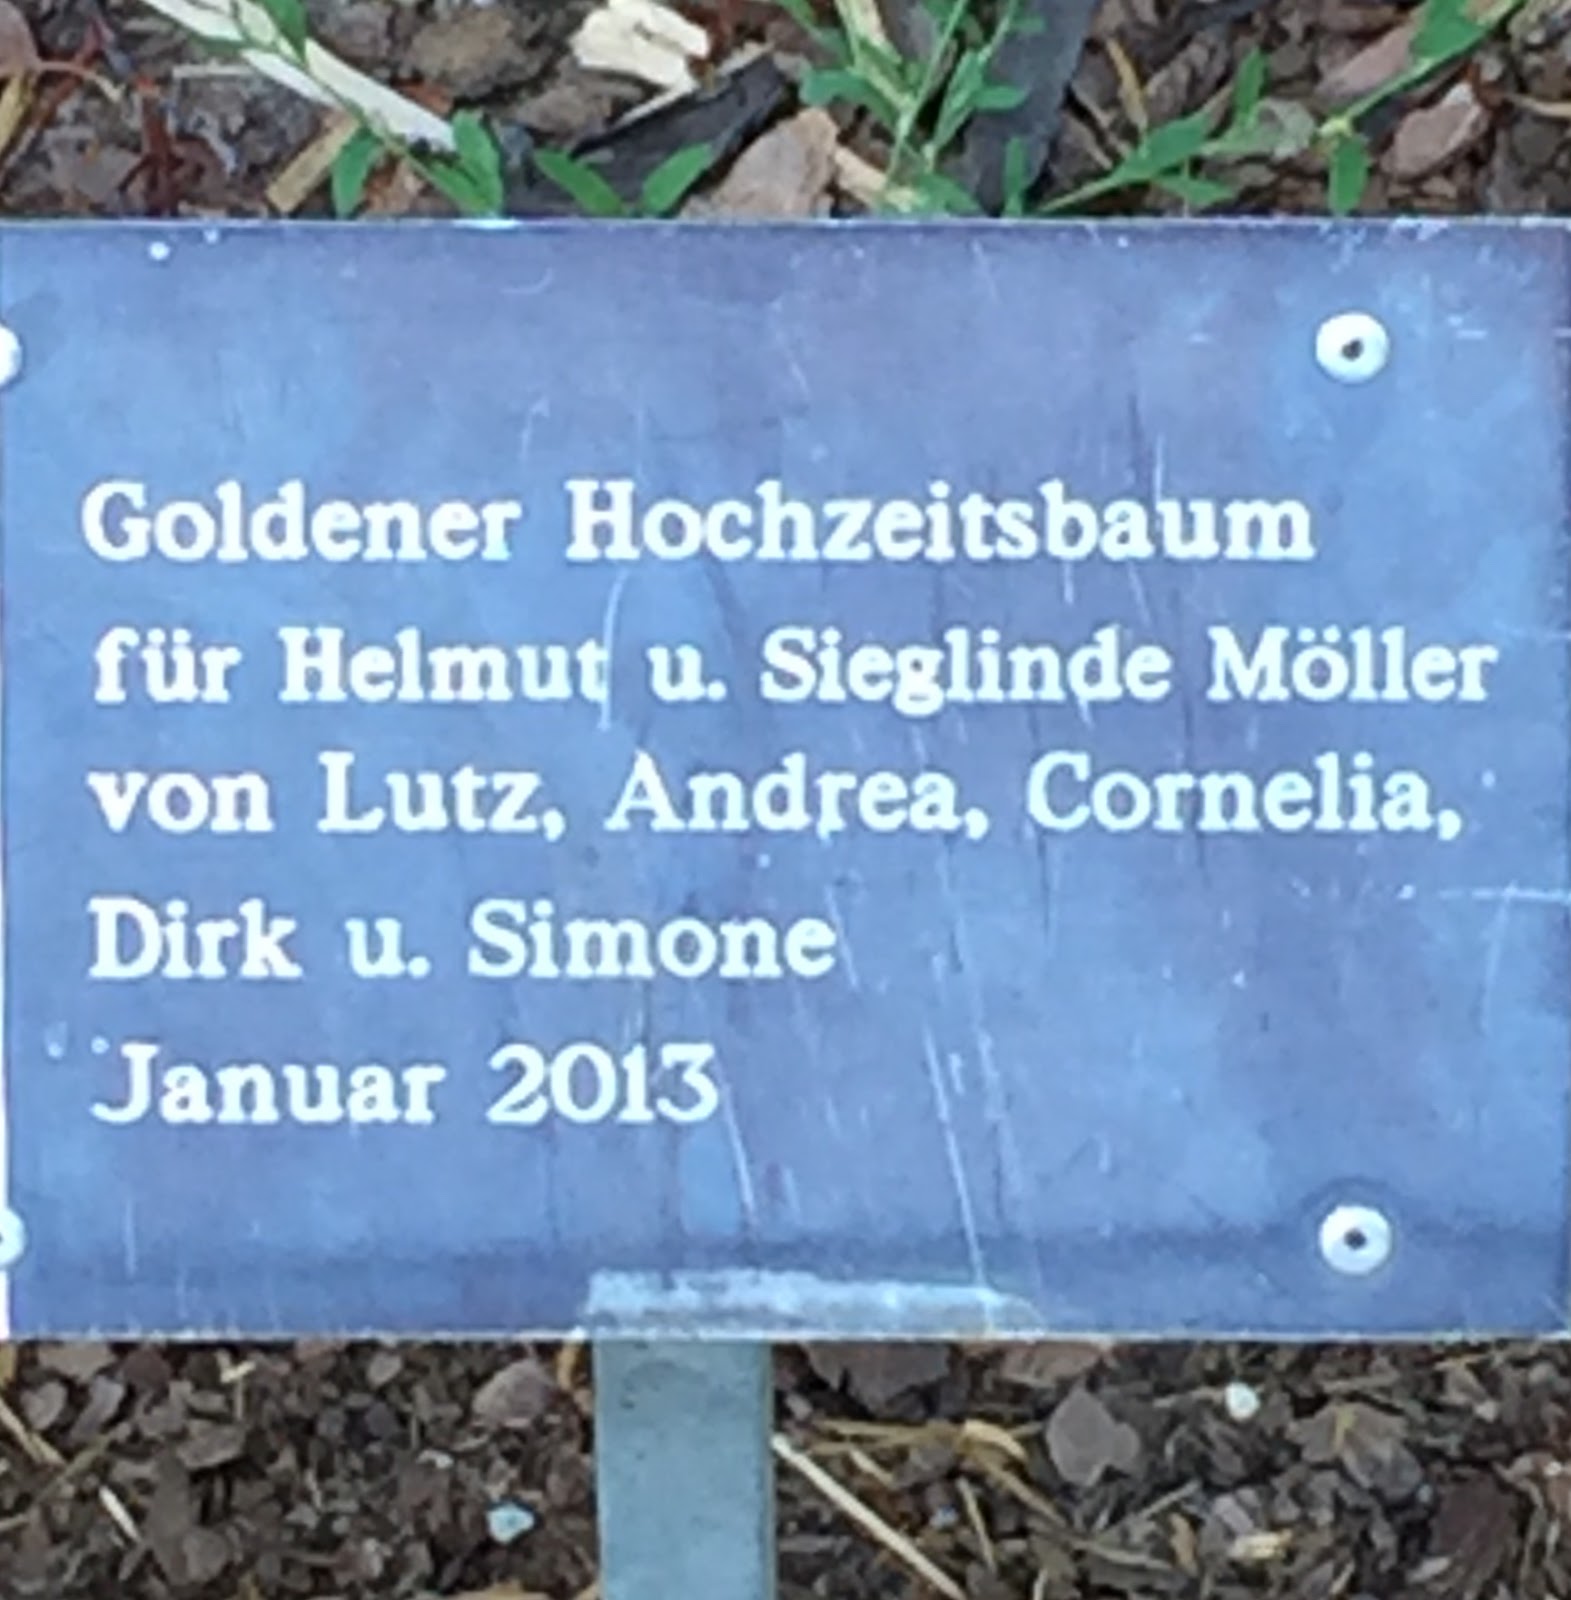 Goldener Hochzeitsbaum
für Helmut u. Sieglinde Möller
von Lutz, Andrea, Cornelia,
Dirk u. Simone
Januar 2013